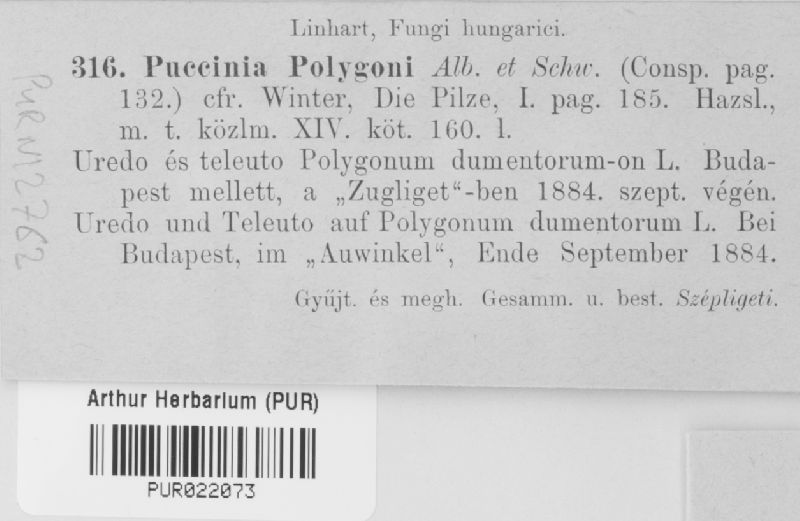 Linhart, Fungi hungarici.
316. Puccinia Polygoni Alb. et Schw. (Consp. pag.
132.) cfr. Winter, Die Pilze, I. pag. 185. Hazsl.,
m. t. közlm. XIV. köt. 160. l.
Uredo és teleuto Polygonum dumentorum-on L. Buda-
pest mellett, a „Zugliget“-ben 1884. szept. végén.
Uredo und Teleuto auf Polygonum dumentorum L. Bei
Budapest, im „Auwinkel“, Ende September 1884.
Gyűjt. és megh. Gesamm. u. best. Szépligeti.
PUR M2762
Arthur Herbarium (PUR)
PUR022073